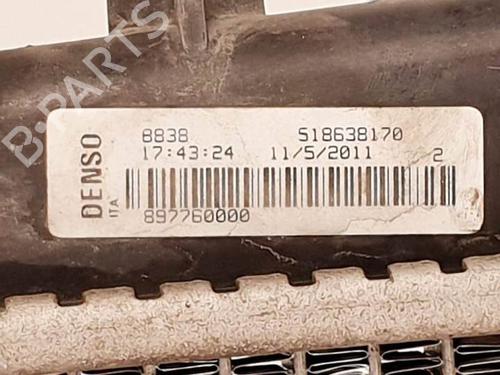 B-PARTS
DENSO
ITA
8838 518638170
17:43:24 11/5/2011 2
897760000